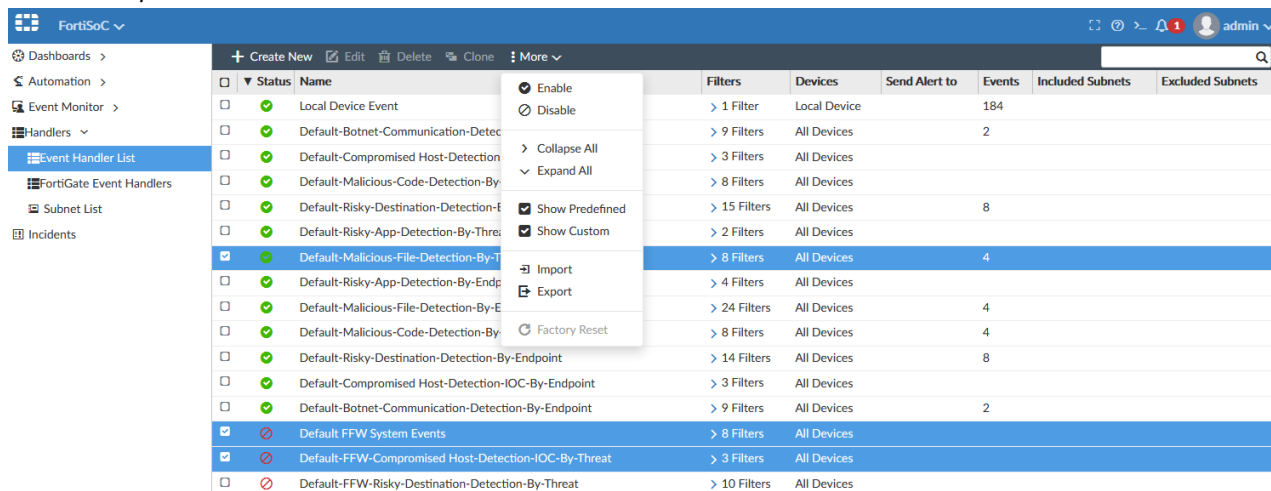 FortiSoC
1 admin
Dashboards
Automation
Event Monitor
Handlers
Event Handler List
FortiGate Event Handlers
Subnet List
Incidents
Create New Edit Delete Clone More
Status Name Filters Devices Send Alert to Events Included Subnets Excluded Subnets
Local Device Event 1 Filter Local Device 184
Default-Botnet-Communication-Detec 9 Filters All Devices 2
Default-Compromised Host-Detection 3 Filters All Devices
Default-Malicious-Code-Detection-By- 8 Filters All Devices
Default-Risky-Destination-Detection-E 15 Filters All Devices 8
Default-Risky-App-Detection-By-Threa 2 Filters All Devices
Default-Malicious-File-Detection-By-T 8 Filters All Devices 4
Default-Risky-App-Detection-By-Endp 4 Filters All Devices
Default-Malicious-File-Detection-By-E 24 Filters All Devices 4
Default-Malicious-Code-Detection-By- 8 Filters All Devices 4
Default-Risky-Destination-Detection-By-Endpoint 14 Filters All Devices 8
Default-Compromised Host-Detection-IOC-By-Endpoint 3 Filters All Devices
Default-Botnet-Communication-Detection-By-Endpoint 9 Filters All Devices 2
Default FFW System Events 8 Filters All Devices
Default-FFW-Compromised Host-Detection-IOC-By-Threat 3 Filters All Devices
Default-FFW-Risky-Destination-Detection-By-Threat 10 Filters All Devices
Enable
Disable
Collapse All
Expand All
Show Predefined
Show Custom
Import
Export
Factory Reset